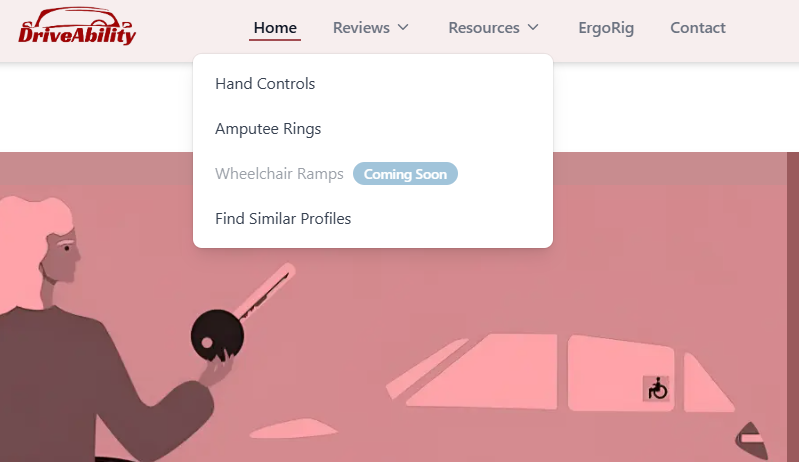 DriveAbility
Home Reviews Resources ErgoRig Contact
Hand Controls
Amputee Rings
Wheelchair Ramps Coming Soon
Find Similar Profiles